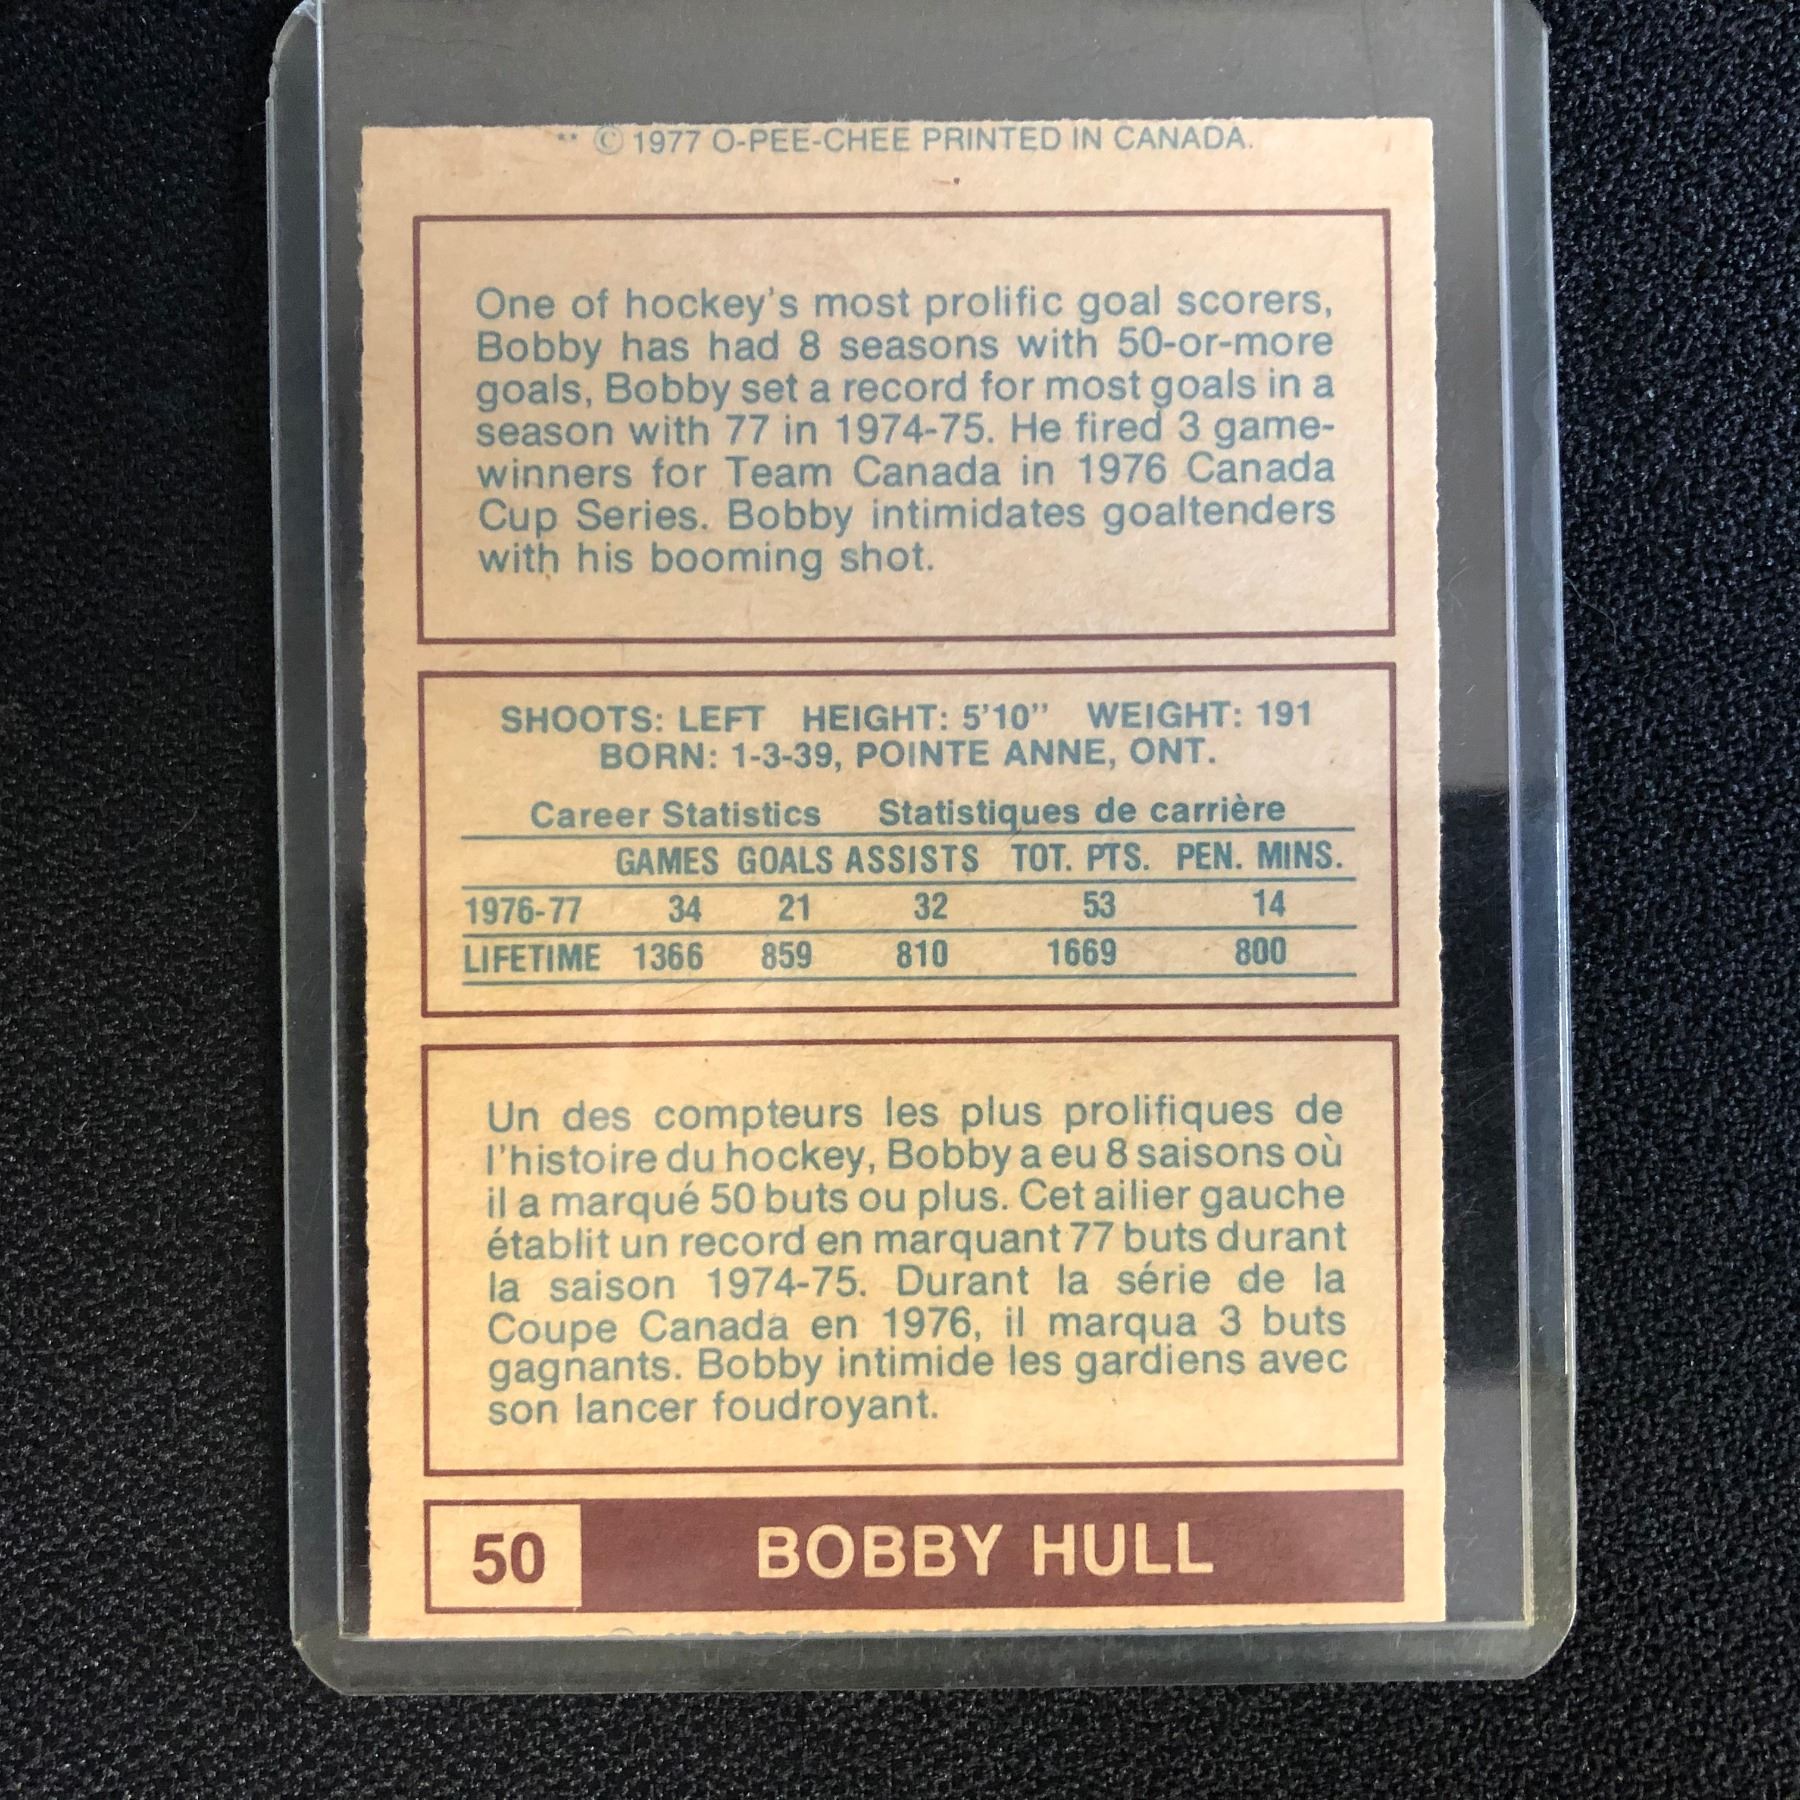 ** © 1977 O-PEE-CHEE PRINTED IN CANADA.
One of hockey's most prolific goal scorers,
Bobby has had 8 seasons with 50-or-more
goals, Bobby set a record for most goals in a
season with 77 in 1974-75. He fired 3 game-
winners for Team Canada in 1976 Canada
Cup Series. Bobby intimidates goaltenders
with his booming shot.
SHOOTS: LEFT HEIGHT: 5'10" WEIGHT: 191
BORN: 1-3-39, POINTE ANNE, ONT.
Career Statistics Statistiques de carrière
GAMES GOALS ASSISTS TOT. PTS. PEN. MINS.
1976-77 34 21 32 53 14
LIFETIME 1366 859 810 1669 800
Un des compteurs les plus prolifiques de
l'histoire du hockey, Bobby a eu 8 saisons où
il a marqué 50 buts ou plus. Cet ailier gauche
établit un record en marquant 77 buts durant
la saison 1974-75. Durant la série de la
Coupe Canada en 1976, il marqua 3 buts
gagnants. Bobby intimide les gardiens avec
son lancer foudroyant.
50 BOBBY HULL